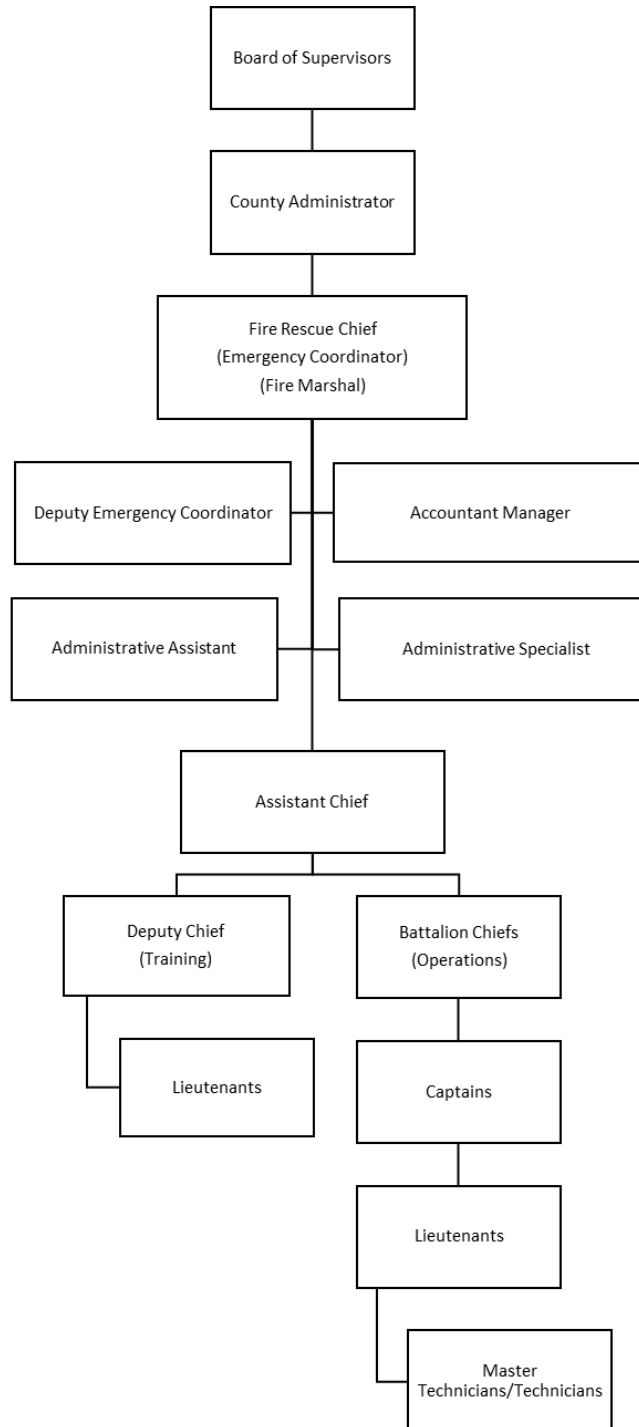 Board of Supervisors
County Administrator
Fire Rescue Chief
(Emergency Coordinator)
(Fire Marshal)
Deputy Emergency Coordinator
Accountant Manager
Administrative Assistant
Administrative Specialist
Assistant Chief
Deputy Chief
(Training)
Battalion Chiefs
(Operations)
Lieutenants
Captains
Lieutenants
Master
Technicians/Technicians